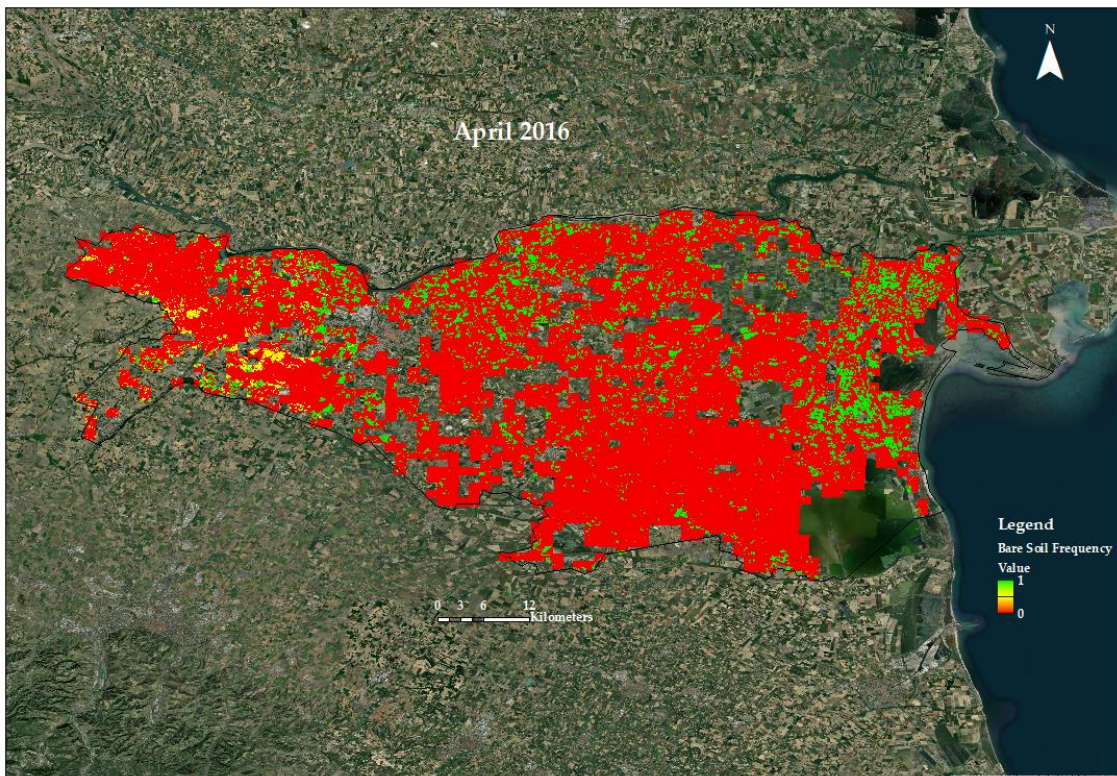 N
April 2016
Legend
Bare Soil Frequency
Value
1
0
0 3 6 12
Kilometers